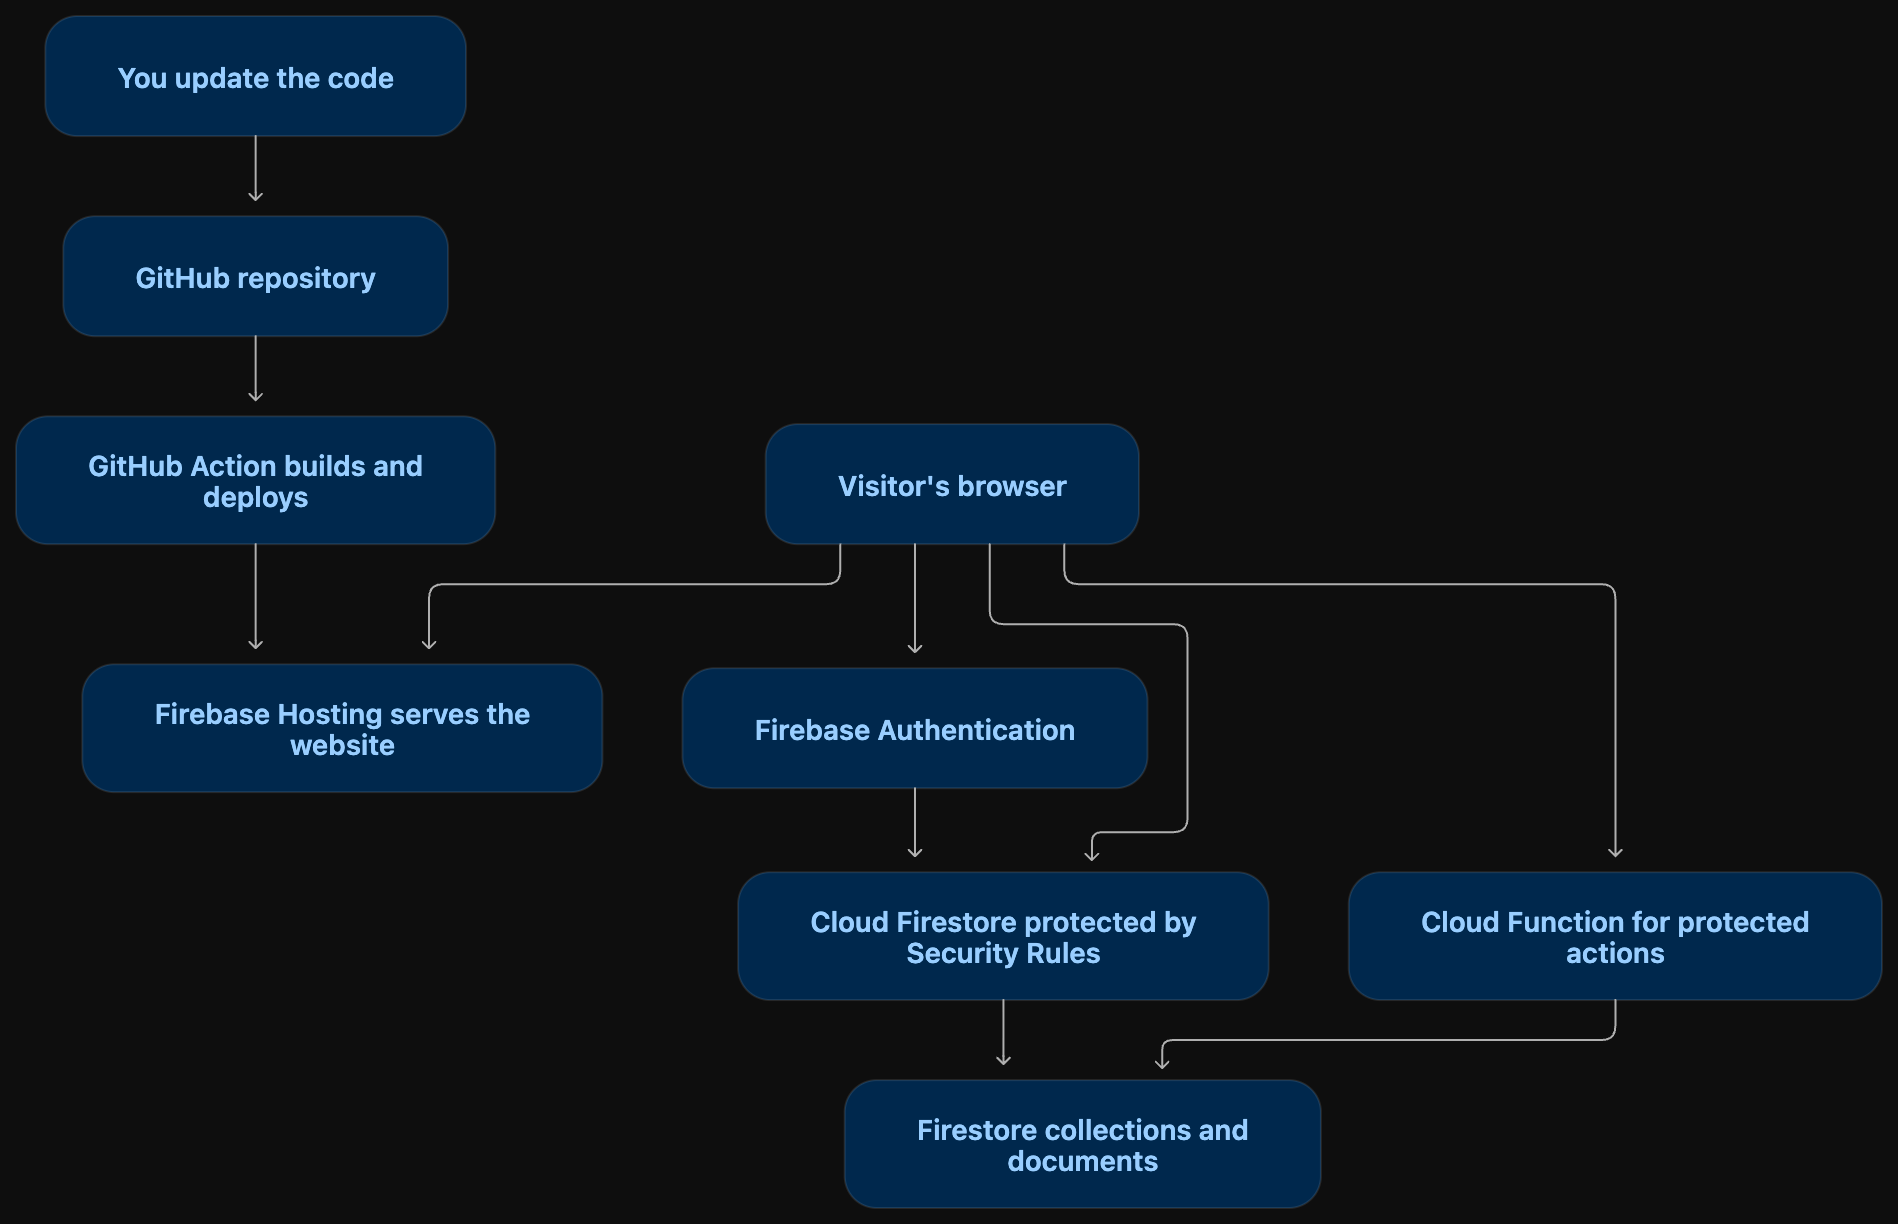 You update the code
GitHub repository
GitHub Action builds and
deploys
Visitor's browser
Firebase Hosting serves the
website
Firebase Authentication
Cloud Firestore protected by
Security Rules
Cloud Function for protected
actions
Firestore collections and
documents